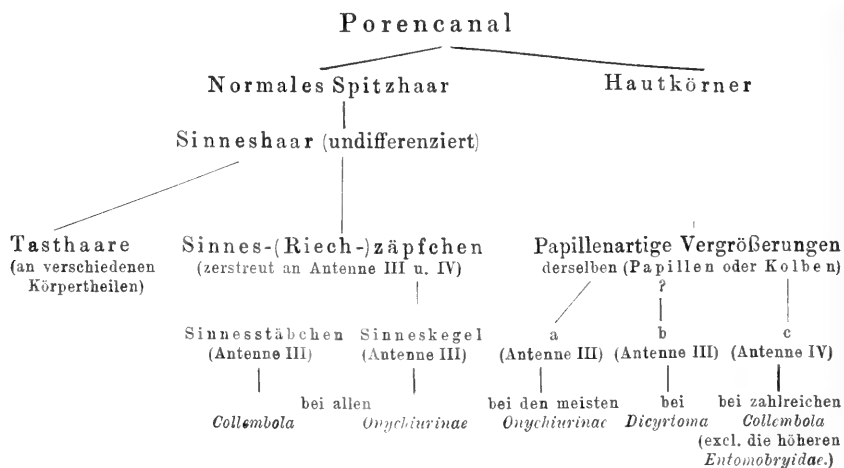 Porencanal
Normales Spitzhaar Hautkörner
Sinneshaar (undifferenziert)
Tasthaare Sinnes-(Riech-)zäpfchen Papillenartige Vergrößerungen
(an verschiedenen (zerstreut an Antenne III u. IV) derselben (Papillen oder Kolben)
Körpertheilen) ?
Sinnesstäbchen Sinneskegel a b c
(Antenne III) (Antenne III) (Antenne III) (Antenne III) (Antenne IV)
bei allen bei den meisten bei bei zahlreichen
Collembola Onychiurinae Onychiurinae Dicyrtoma Collembola
(excl. die höheren
Entomobryidae.)